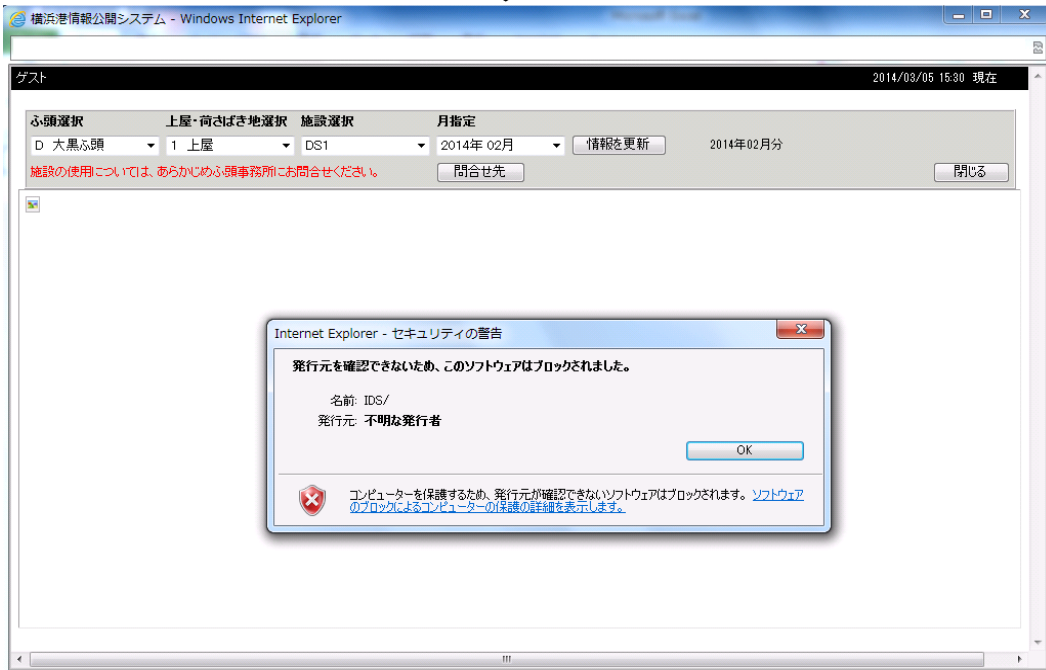 横浜港情報公開システム - Windows Internet Explorer
ゲスト 2014/03/05 15:30 現在
ふ頭選択 上屋・荷さばき地選択 施設選択 月指定
D 大黒ふ頭 1 上屋 DS1 2014年 02月 情報を更新 2014年02月分
施設の使用については、あらかじめふ頭事務所にお問合せください。 問合せ先 閉じる
Internet Explorer - セキュリティの警告
発行元を確認できないため、このソフトウェアはブロックされました。
名前: IDS/
発行元: 不明な発行者
OK
コンピューターを保護するため、発行元が確認できないソフトウェアはブロックされます。 ソフトウェア
のブロックによるコンピューターの保護の詳細を表示します。